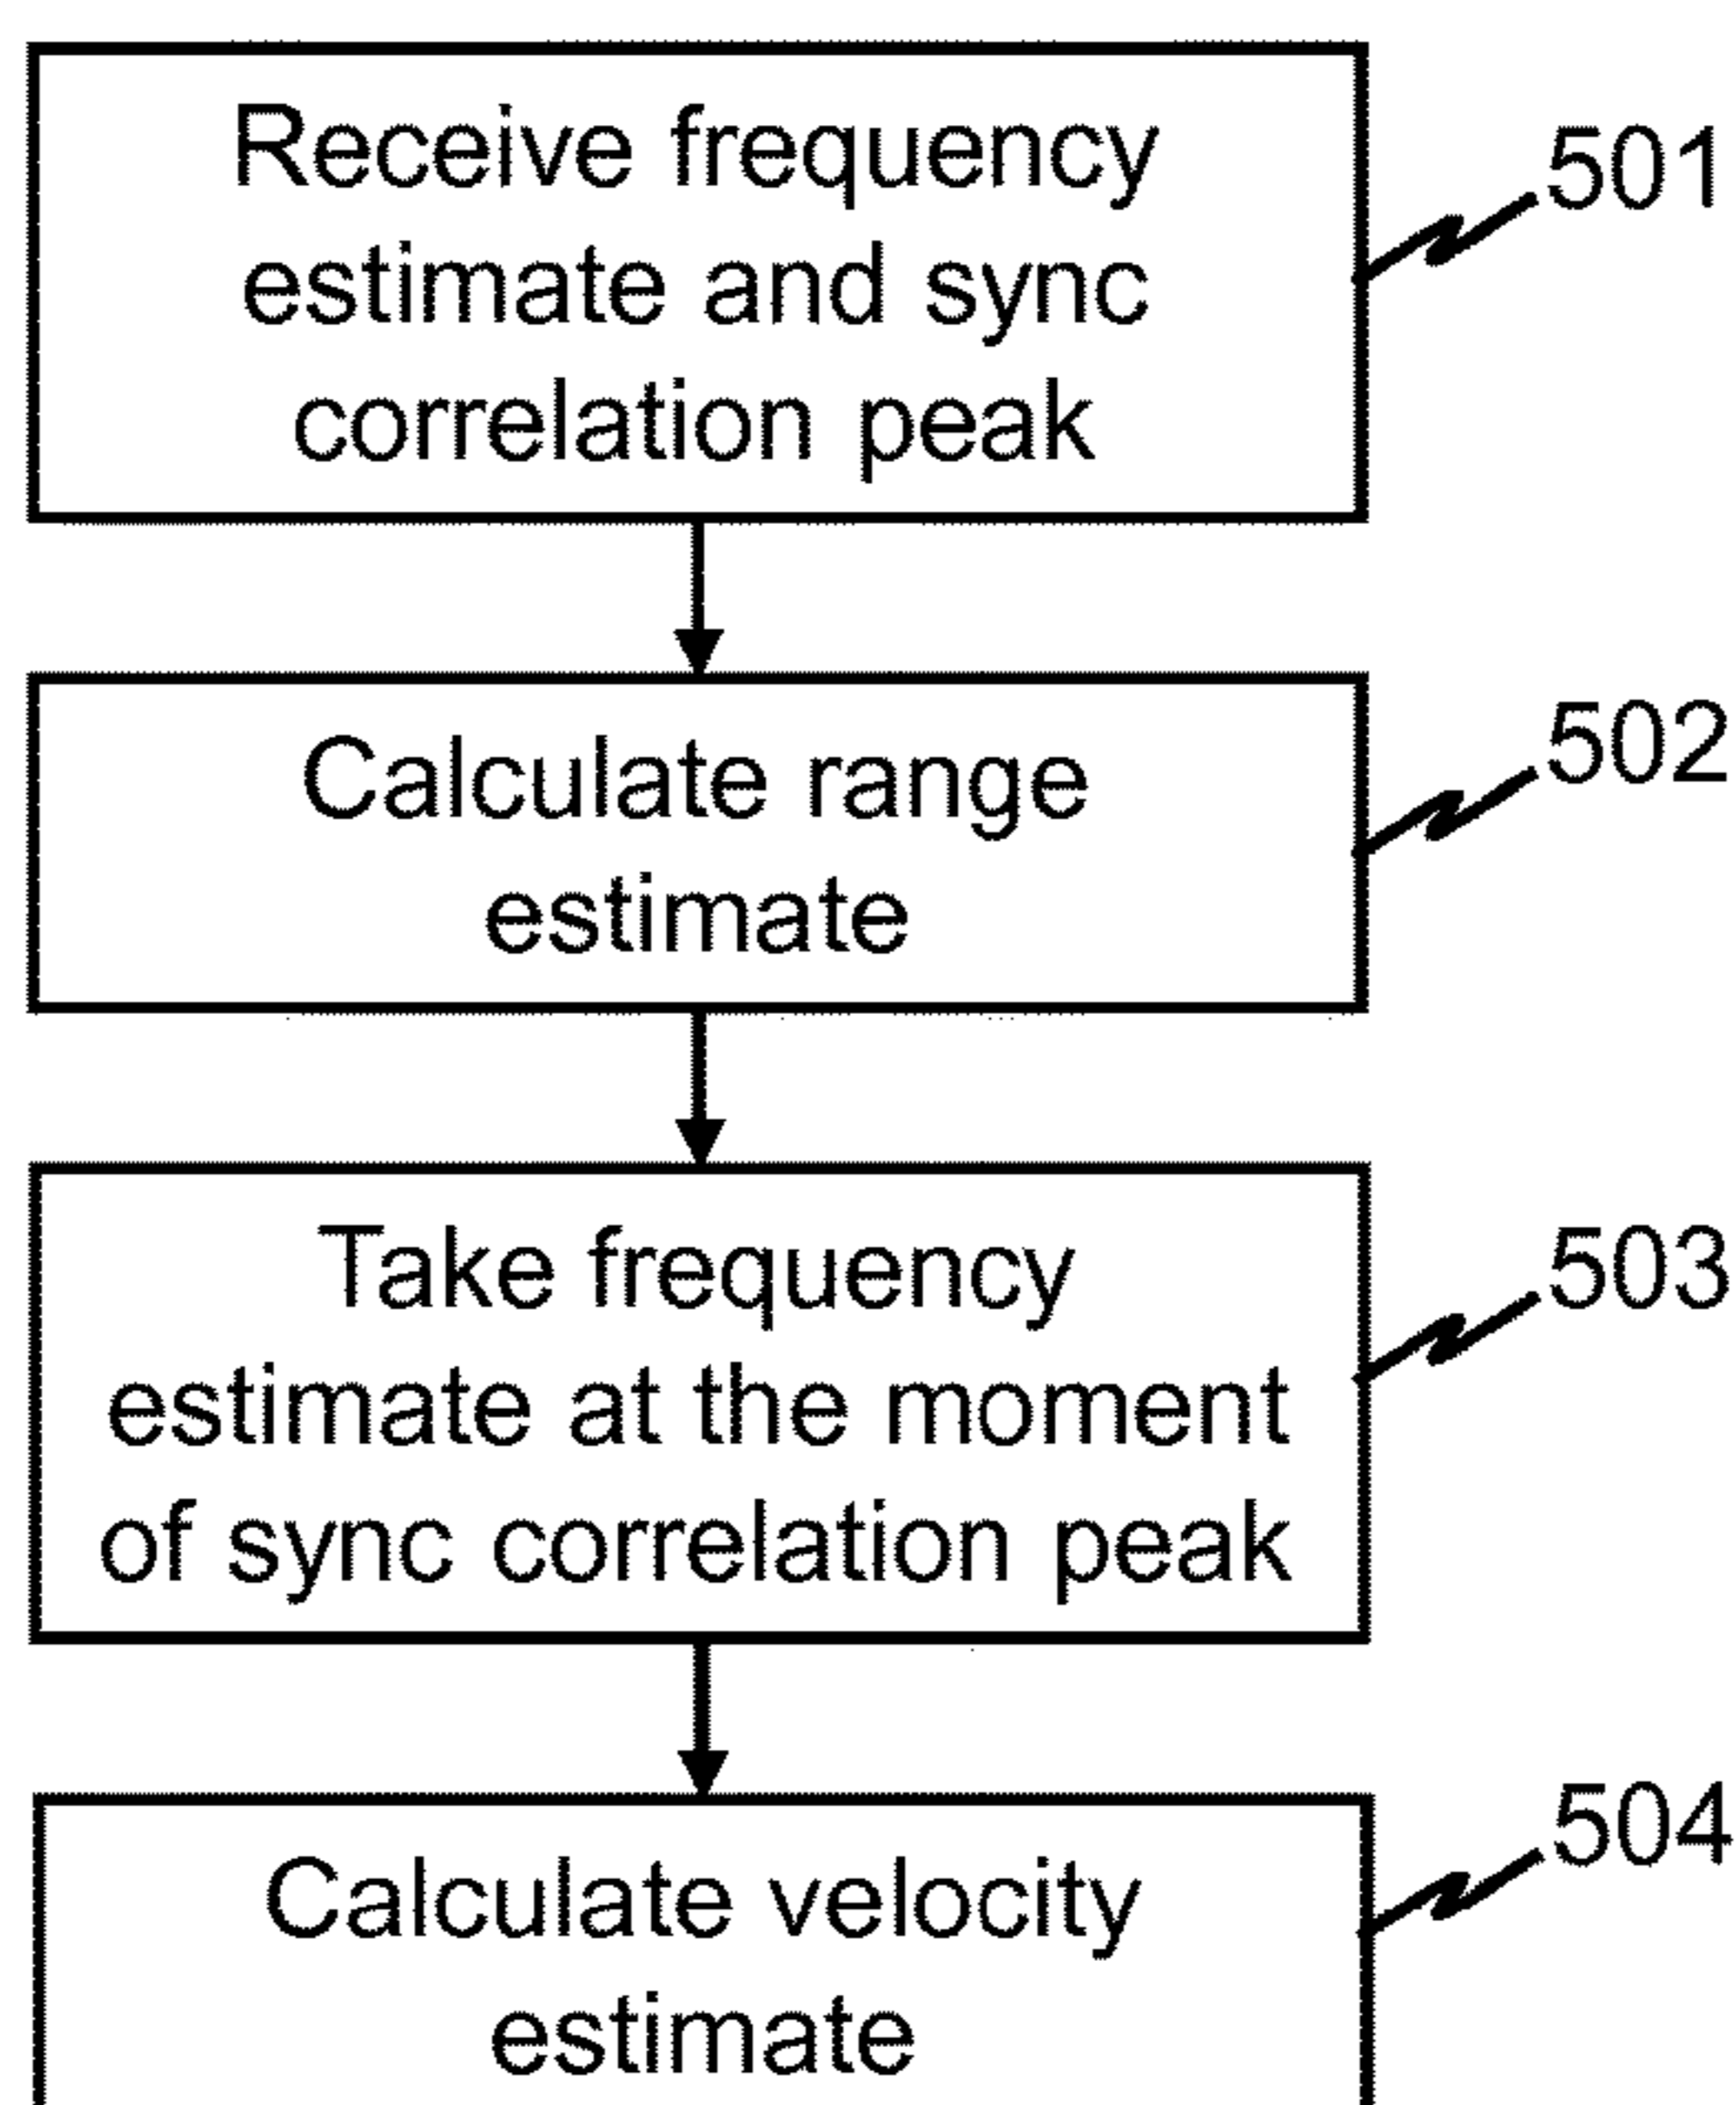 Receive frequency
estimate and sync
correlation peak
501
Calculate range
estimate
502
Take frequency
estimate at the moment
of sync correlation peak
503
Calculate velocity
estimate
504